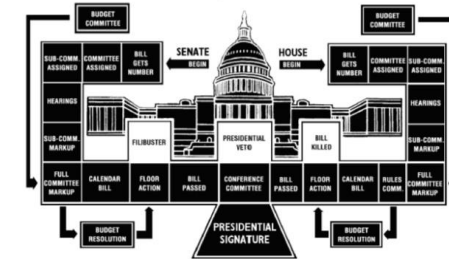 BUDGET
COMMITTEE
BUDGET
COMMITTEE
SUB-COMM.
ASSIGNED
COMMITTEE
ASSIGNED
BILL
GETS
NUMBER
SENATE
BEGIN
HOUSE
BEGIN
BILL
GETS
NUMBER
COMMITTEE
ASSIGNED
SUB-COMM.
ASSIGNED
HEARINGS
HEARINGS
SUB-COMM.
MARKUP
FILIBUSTER
PRESIDENTIAL
VETO
BILL
KILLED
SUB-COMM.
MARKUP
FULL
COMMITTEE
MARKUP
CALENDAR
BILL
FLOOR
ACTION
BILL
PASSED
CONFERENCE
COMMITTEE
BILL
PASSED
FLOOR
ACTION
CALENDAR
BILL
RULES
COMM.
FULL
COMMITTEE
MARKUP
BUDGET
RESOLUTION
PRESIDENTIAL
SIGNATURE
BUDGET
RESOLUTION